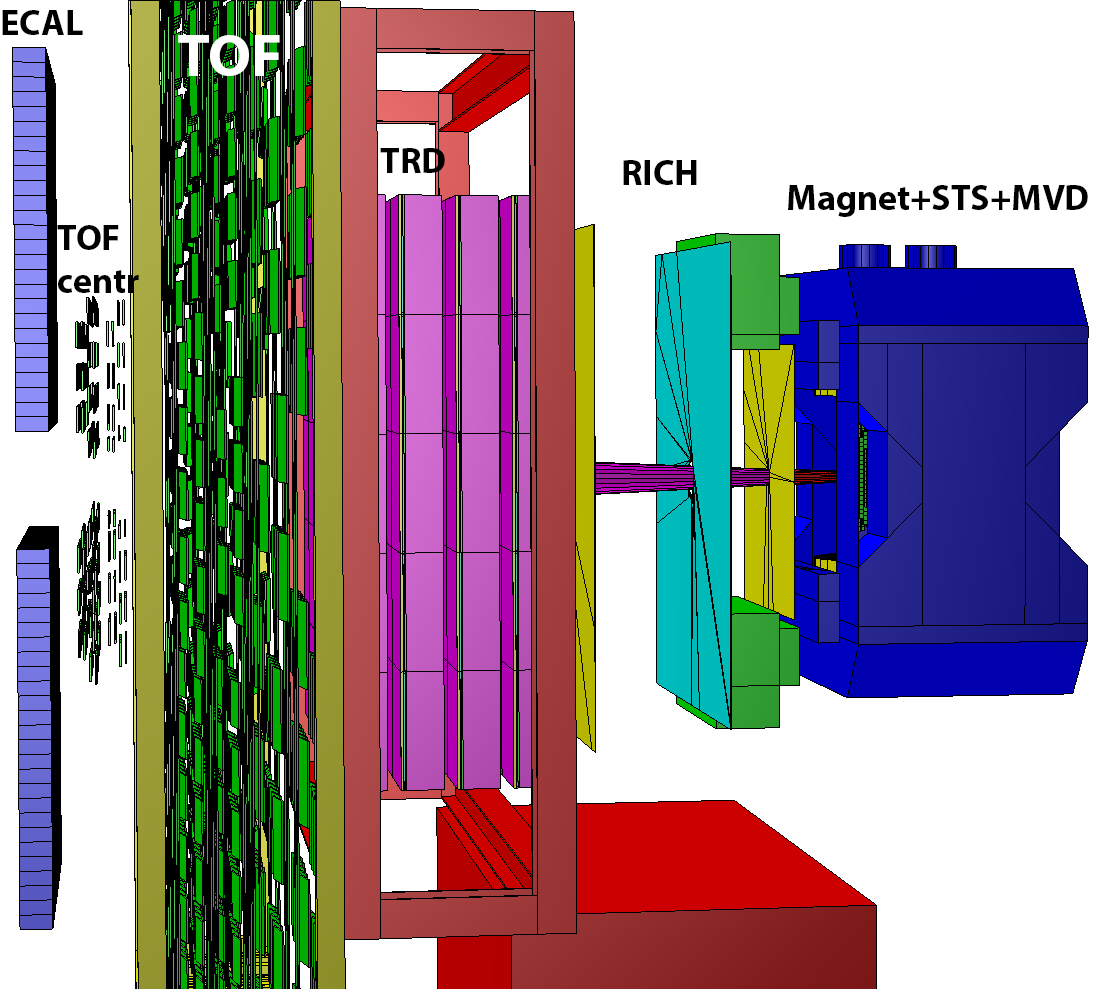 ECAL
TOF
TOF
centr
TRD
RICH
Magnet+STS+MVD